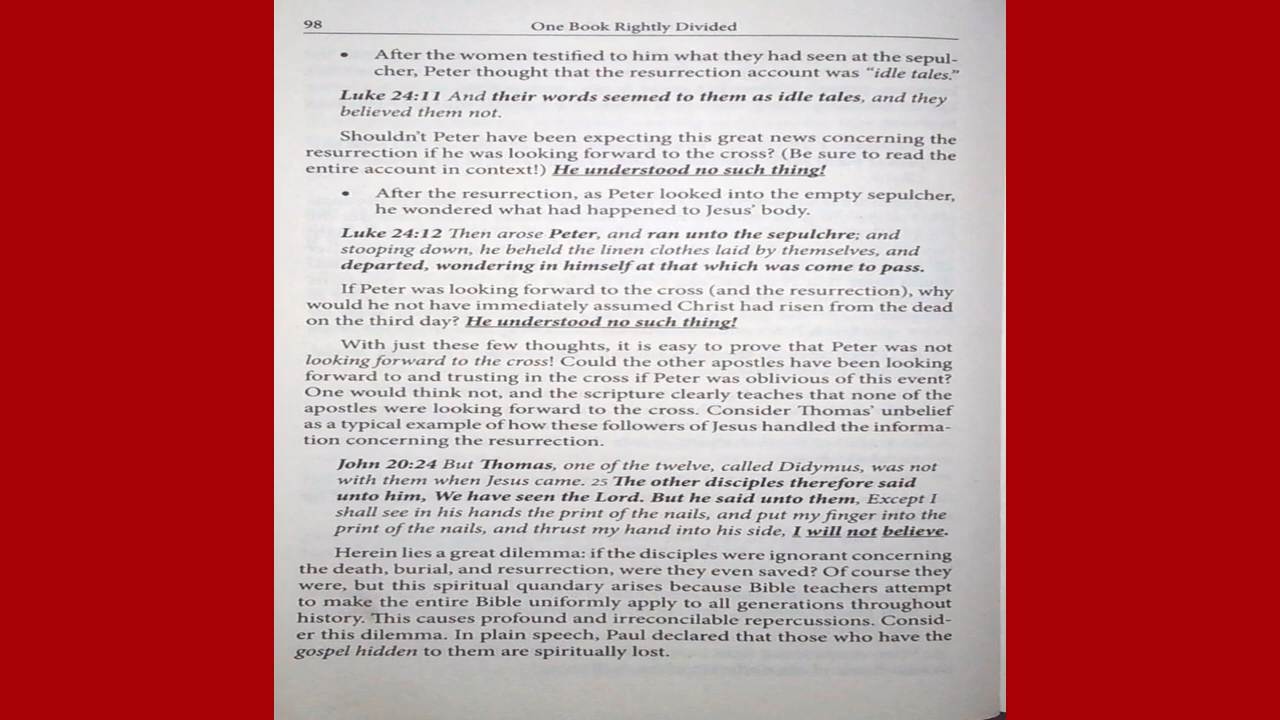 98
One Book Rightly Divided
• After the women testified to him what they had seen at the sepul-
cher, Peter thought that the resurrection account was “idle tales.”
Luke 24:11 And their words seemed to them as idle tales, and they
believed them not.
Shouldn't Peter have been expecting this great news concerning the
resurrection if he was looking forward to the cross? (Be sure to read the
entire account in context!) He understood no such thing!
• After the resurrection, as Peter looked into the empty sepulcher,
he wondered what had happened to Jesus' body.
Luke 24:12 Then arose Peter, and ran unto the sepulchre; and
stooping down, he beheld the linen clothes laid by themselves, and
departed, wondering in himself at that which was come to pass.
If Peter was looking forward to the cross (and the resurrection), why
would he not have immediately assumed Christ had risen from the dead
on the third day? He understood no such thing!
With just these few thoughts, it is easy to prove that Peter was not
looking forward to the cross! Could the other apostles have been looking
forward to and trusting in the cross if Peter was oblivious of this event?
One would think not, and the scripture clearly teaches that none of the
apostles were looking forward to the cross. Consider Thomas' unbelief
as a typical example of how these followers of Jesus handled the informa-
tion concerning the resurrection.
John 20:24 But Thomas, one of the twelve, called Didymus, was not
with them when Jesus came. 25 The other disciples therefore said
unto him, We have seen the Lord. But he said unto them, Except I
shall see in his hands the print of the nails, and put my finger into the
print of the nails, and thrust my hand into his side, I will not believe.
Herein lies a great dilemma: if the disciples were ignorant concerning
the death, burial, and resurrection, were they even saved? Of course they
were, but this spiritual quandary arises because Bible teachers attempt
to make the entire Bible uniformly apply to all generations throughout
history. This causes profound and irreconcilable repercussions. Consid-
er this dilemma. In plain speech, Paul declared that those who have the
gospel hidden to them are spiritually lost.